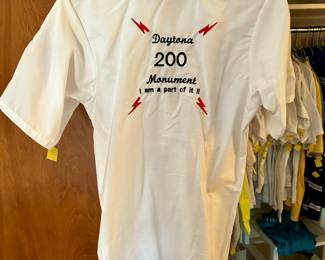 Daytona
200
Monument
I am a part of it !!